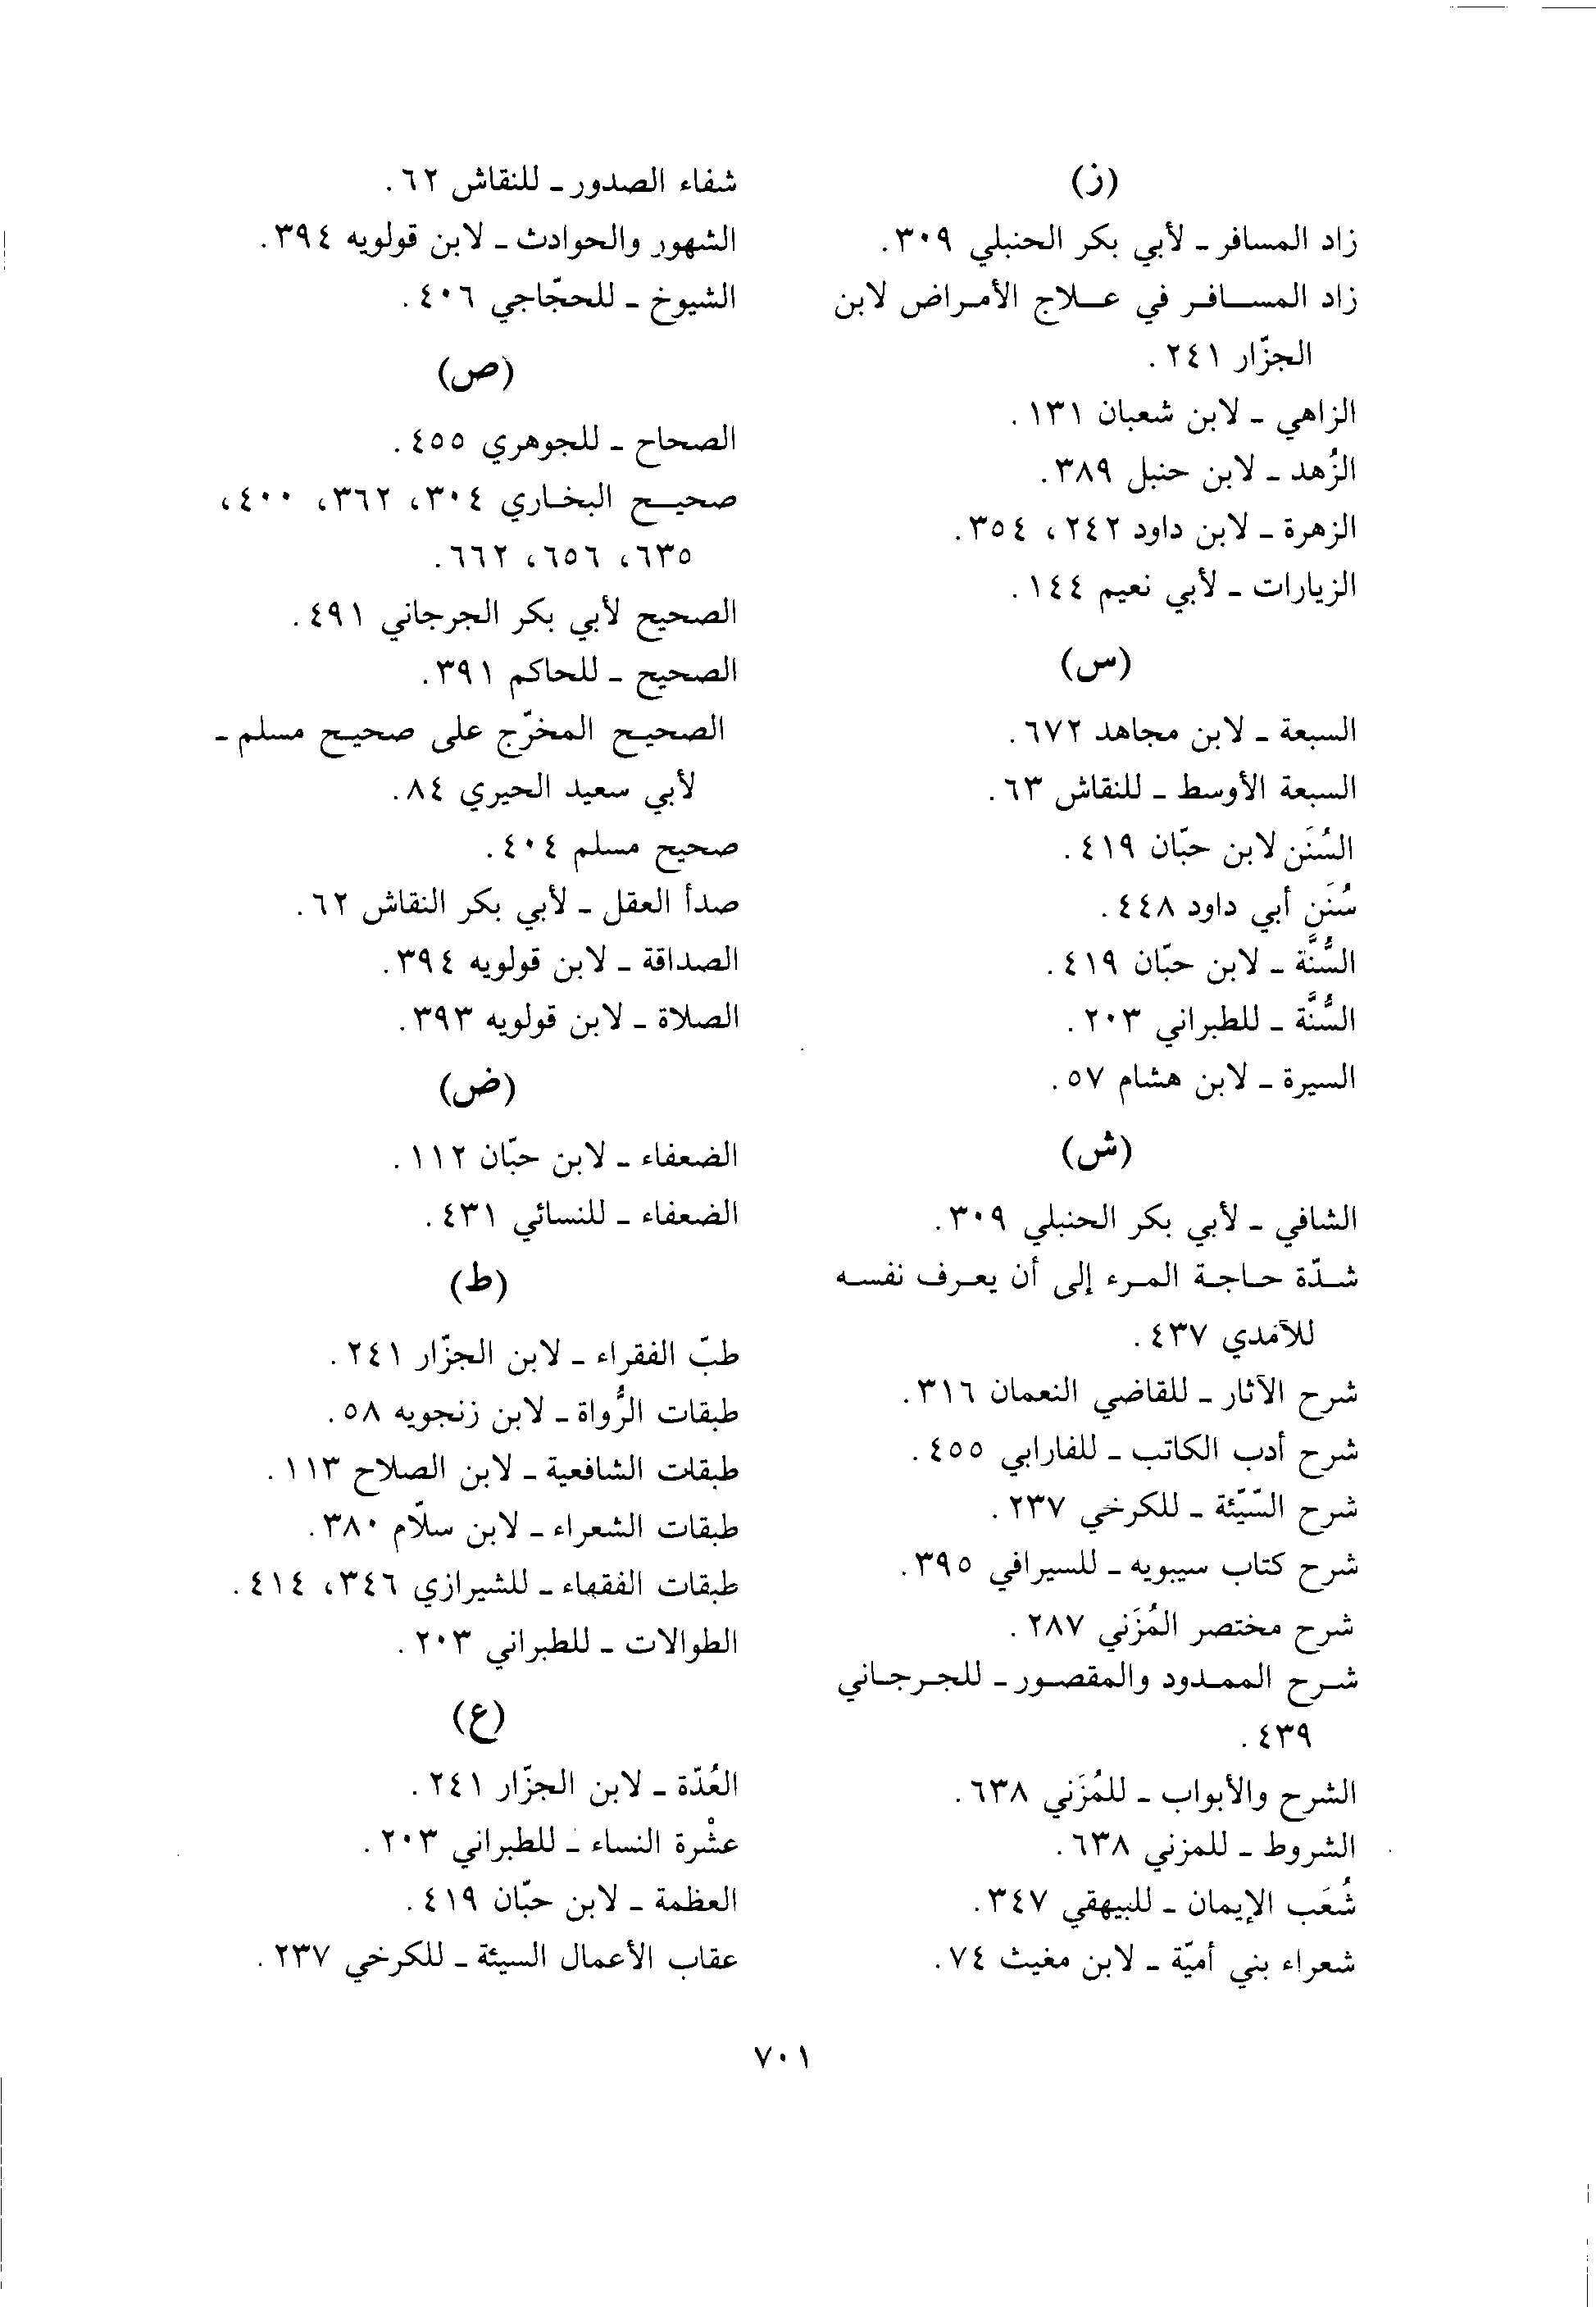 (ز)
زاد المسافر - لأبي بكر الحنبلي ٣٠٩.
زاد المسافر في علاج الأمراض لابن
الجزّار ٢٤١.
الزاهي - لابن شعبان ١٣١.
الزُهد - لابن حنبل ٣٨٩.
الزهرة - لابن داود ٢٤٢، ٣٥٤.
الزيارات - لأبي نعيم ١٤٤.
(س)
السبعة - لابن مجاهد ٦٧٢.
السبعة الأوسط - للنقاش ٦٣.
السُنَن لابن حبّان ٤١٩.
سُنَن أبي داود ٤٤٨.
السُّنَّة - لابن حبّان ٤١٩.
السُّنَّة - للطبراني ٢٠٣.
السيرة - لابن هشام ٥٧.
(ش)
الشافي - لأبي بكر الحنبلي ٣٠٩.
شدّة حاجة المرء إلى أن يعرف نفسه
للآمدي ٤٣٧.
شرح الآثار - للقاضي النعمان ٣١٦.
شرح أدب الكاتب - للفارابي ٤٥٥.
شرح السّيّئة - للكرخي ٢٣٧.
شرح كتاب سيبويه - للسيرافي ٣٩٥.
شرح مختصر المُزَني ٢٨٧.
شرح الممدود والمقصور - للجرجاني
٤٣٩.
الشرح والأبواب - للمُزَني ٦٣٨.
الشروط - للمزني ٦٣٨.
شُعَب الإيمان - للبيهقي ٣٤٧.
شعراء بني أميّة - لابن مغيث ٧٤.
شفاء الصدور - للنقاش ٦٢.
الشهور والحوادث - لابن قولويه ٣٩٤.
الشيوخ - للحجّاجي ٤٠٦.
(ص)
الصحاح - للجوهري ٤٥٥.
صحيح البخاري ٣٠٤، ٣٦٢، ٤٠٠،
٦٣٥، ٦٥٦، ٦٦٢.
الصحيح لأبي بكر الجرجاني ٤٩١.
الصحيح - للحاكم ٣٩١.
الصحيح المخرّج على صحيح مسلم -
لأبي سعيد الحيري ٨٤.
صحيح مسلم ٤٠٤.
صدأ العقل - لأبي بكر النقاش ٦٢.
الصداقة - لابن قولويه ٣٩٤.
الصلاة - لابن قولويه ٣٩٣.
(ض)
الضعفاء - لابن حبّان ١١٢.
الضعفاء - للنسائي ٤٣١.
(ط)
طبّ الفقراء - لابن الجزّار ٢٤١.
طبقات الرُّواة - لابن زنجويه ٥٨.
طبقات الشافعية - لابن الصلاح ١١٣.
طبقات الشعراء - لابن سلّام ٣٨٠.
طبقات الفقهاء - للشيرازي ٣٤٦، ٤١٤.
الطوالات - للطبراني ٢٠٣.
(ع)
العُدّة - لابن الجزّار ٢٤١.
عشْرة النساء - للطبراني ٢٠٣.
العظمة - لابن حبّان ٤١٩.
عقاب الأعمال السيئة - للكرخي ٢٣٧.
٧٠١